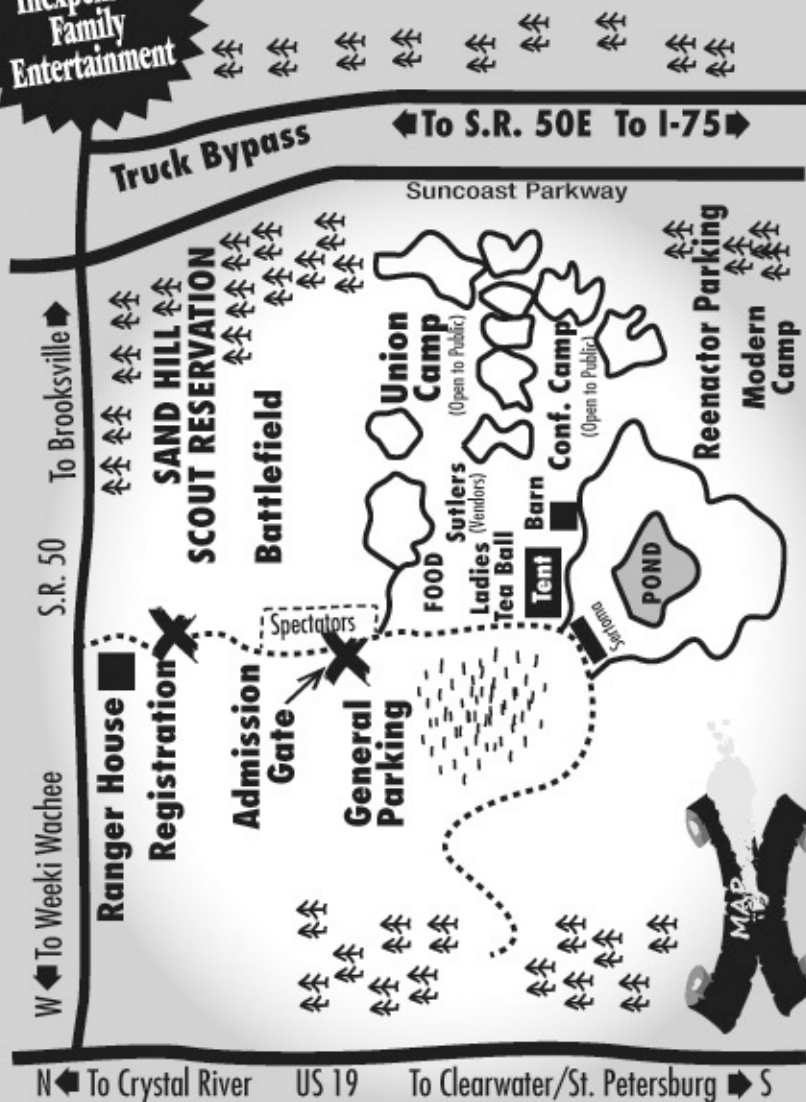 Family
Entertainment
Truck Bypass
To S.R. 50E To I-75
Suncoast Parkway
W To Weeki Wachee
S.R. 50
To Brooksville
SAND HILL
SCOUT RESERVATION
Battlefield
Union
Camp
(Open to Public)
Conf. Camp
(Open to Public)
Reenactor Parking
Modern
Camp
FOOD
Sutlers
(Vendors)
Ladies
Tea Ball
Barn
Tent
Sertoma
POND
Spectators
Ranger House
Registration
Admission
Gate
General
Parking
MAP
N To Crystal River
US 19
To Clearwater/St. Petersburg S